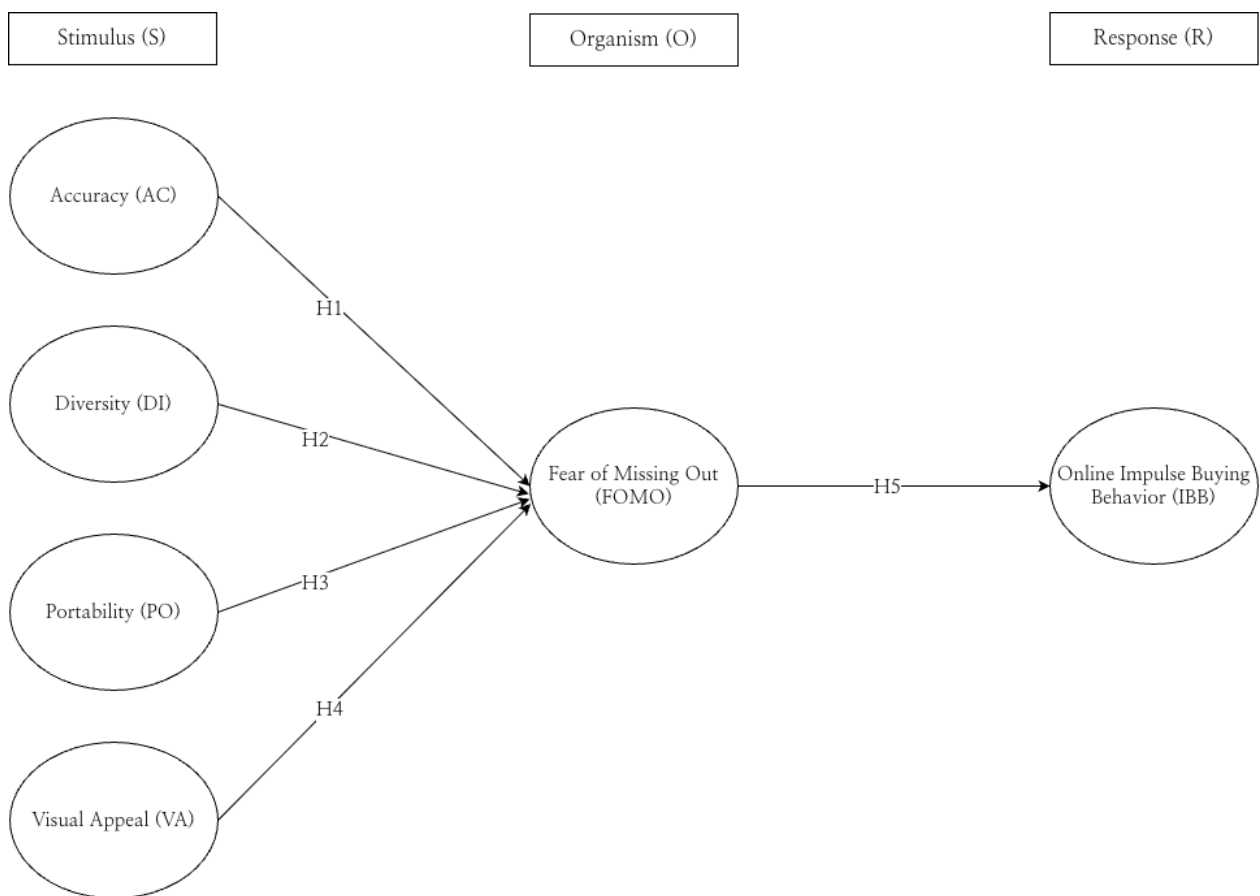 Stimulus (S)
Organism (O)
Response (R)
Accuracy (AC)
H1
Diversity (DI)
H2
Fear of Missing Out
(FOMO)
H5
Online Impulse Buying
Behavior (IBB)
Portability (PO)
H3
H4
Visual Appeal (VA)